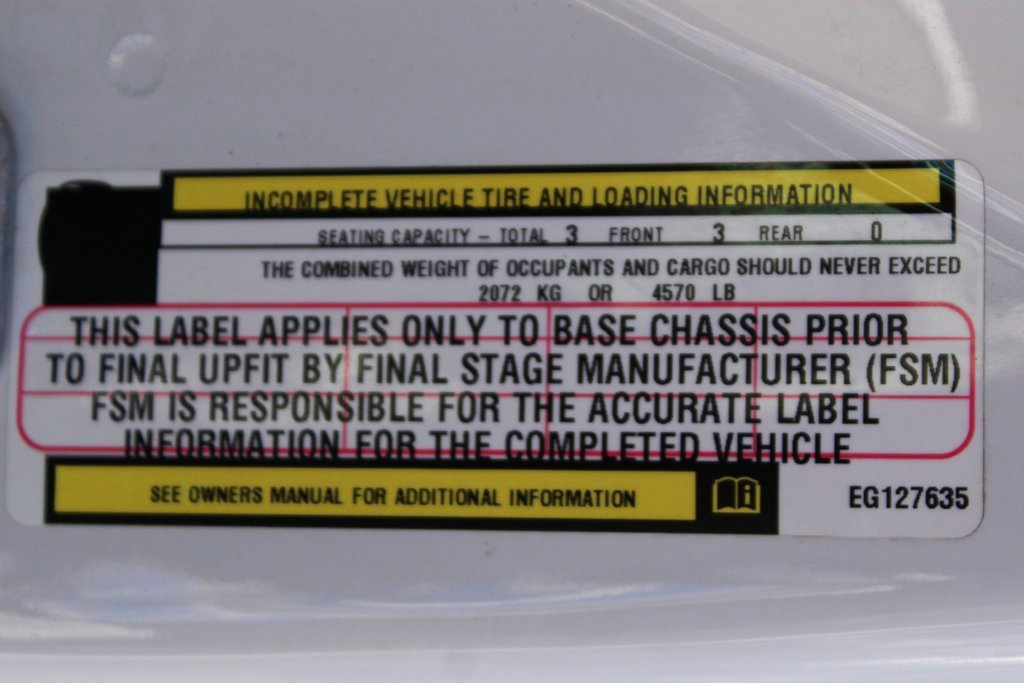 INCOMPLETE VEHICLE TIRE AND LOADING INFORMATION
SEATING CAPACITY – TOTAL 3 FRONT 3 REAR 0
THE COMBINED WEIGHT OF OCCUPANTS AND CARGO SHOULD NEVER EXCEED
2072 KG OR 4570 LB
THIS LABEL APPLIES ONLY TO BASE CHASSIS PRIOR
TO FINAL UPFIT BY FINAL STAGE MANUFACTURER (FSM)
FSM IS RESPONSIBLE FOR THE ACCURATE LABEL
INFORMATION FOR THE COMPLETED VEHICLE
SEE OWNERS MANUAL FOR ADDITIONAL INFORMATION
EG127635